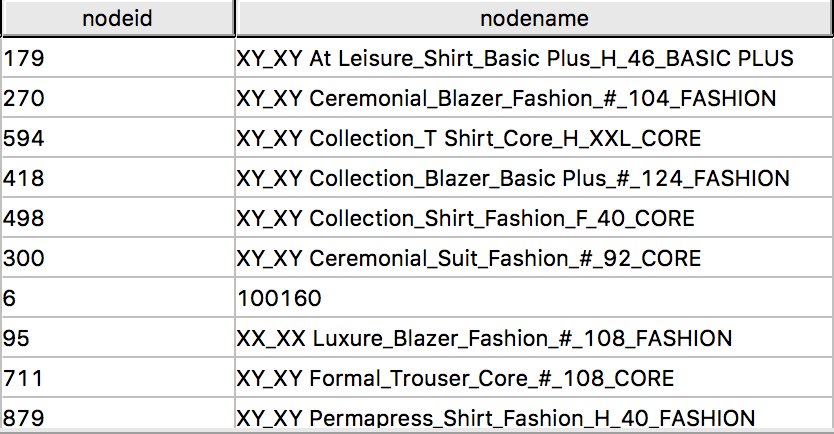 nodeid nodename
179 XY_XY At Leisure_Shirt_Basic Plus_H_46_BASIC PLUS
270 XY_XY Ceremonial_Blazer_Fashion_#_104_FASHION
594 XY_XY Collection_T Shirt_Core_H_XXL_CORE
418 XY_XY Collection_Blazer_Basic Plus_#_124_FASHION
498 XY_XY Collection_Shirt_Fashion_F_40_CORE
300 XY_XY Ceremonial_Suit_Fashion_#_92_CORE
6 100160
95 XX_XX Luxure_Blazer_Fashion_#_108_FASHION
711 XY_XY Formal_Trouser_Core_#_108_CORE
879 XY_XY Permapress_Shirt_Fashion_H_40_FASHION